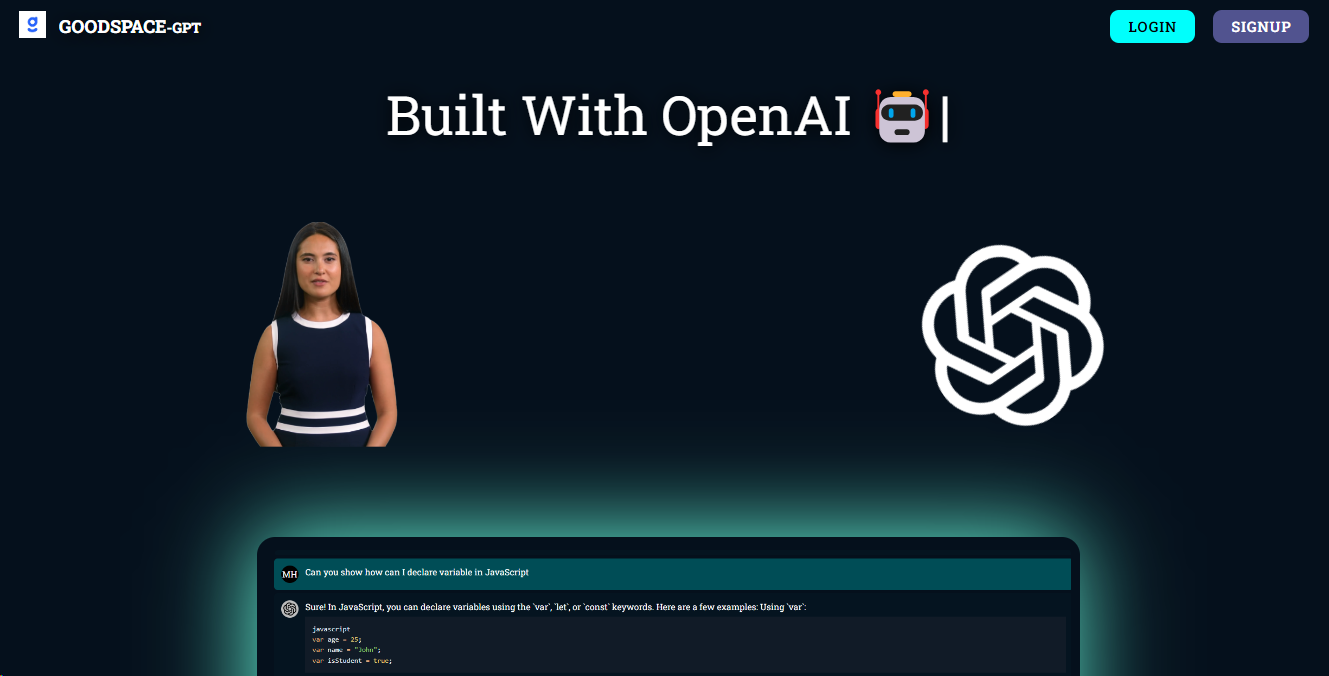 g GOODSPACE-GPT
LOGIN
SIGNUP
Built With OpenAI 🤖|
MH Can you show how can I declare variable in JavaScript
Sure! In JavaScript, you can declare variables using the `var`, `let`, or `const` keywords. Here are a few examples: Using `var`:
javascript
var age = 25;
var name = "John";
var isStudent = true;